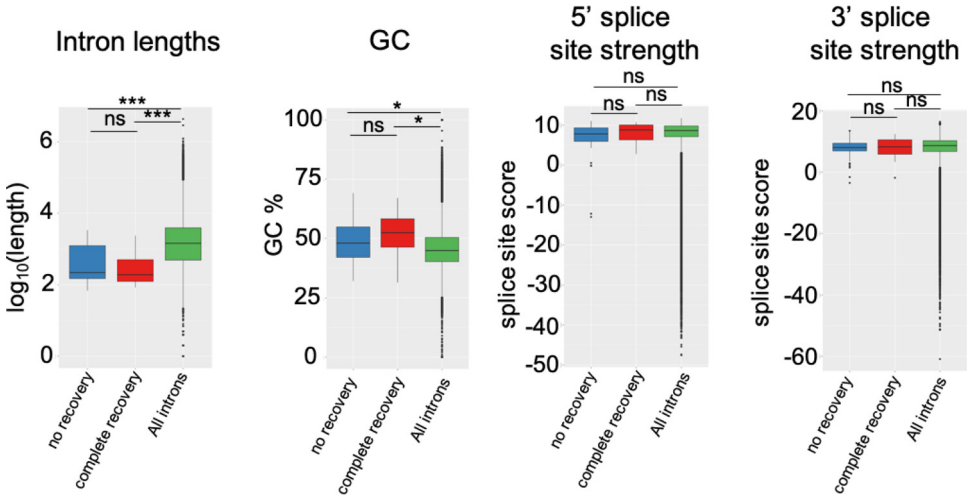 Intron lengths
log10(length)
6
4
2
0
***
ns
***
no recovery
complete recovery
All introns
GC
GC %
100
75
50
25
0
*
ns
*
no recovery
complete recovery
All introns
5’ splice
site strength
splice site score
10
0
-10
-20
-30
-40
-50
ns
ns
ns
no recovery
complete recovery
All introns
3’ splice
site strength
splice site score
20
0
-20
-40
-60
ns
ns
ns
no recovery
complete recovery
All introns